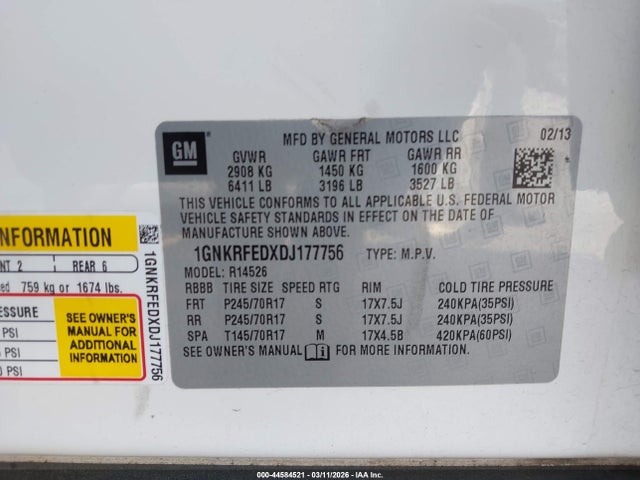 GM
MFD BY GENERAL MOTORS LLC 02/13
GVWR GAWR FRT GAWR RR
2908 KG 1450 KG 1600 KG
6411 LB 3196 LB 3527 LB
THIS VEHICLE CONFORMS TO ALL APPLICABLE U.S. FEDERAL MOTOR
VEHICLE SAFETY, BUMPER, AND THEFT PREVENTION
STANDARDS IN EFFECT ON THE DATE OF
MANUFACTURE SHOWN ABOVE.
1GNKRFEDXDJ177756 TYPE: M.P.V.
MODEL: R14526
RBBB TIRE SIZE SPEED RTG RIM COLD TIRE PRESSURE
FRT P245/70R17 S 17X7.5J 240KPA(35PSI)
RR P245/70R17 S 17X7.5J 240KPA(35PSI)
SPA T145/70R17 M 17X4.5B 420KPA(60PSI)
SEE OWNER'S MANUAL FOR MORE INFORMATION.
INFORMATION
NT 2 REAR 6
759 kg or 1674 lbs.
SEE OWNER'S
MANUAL FOR
ADDITIONAL
INFORMATION
PSI
PSI
PSI
1GNKRFEDXDJ177756
000-44584521 - 03/11/2026 - IAA Inc.